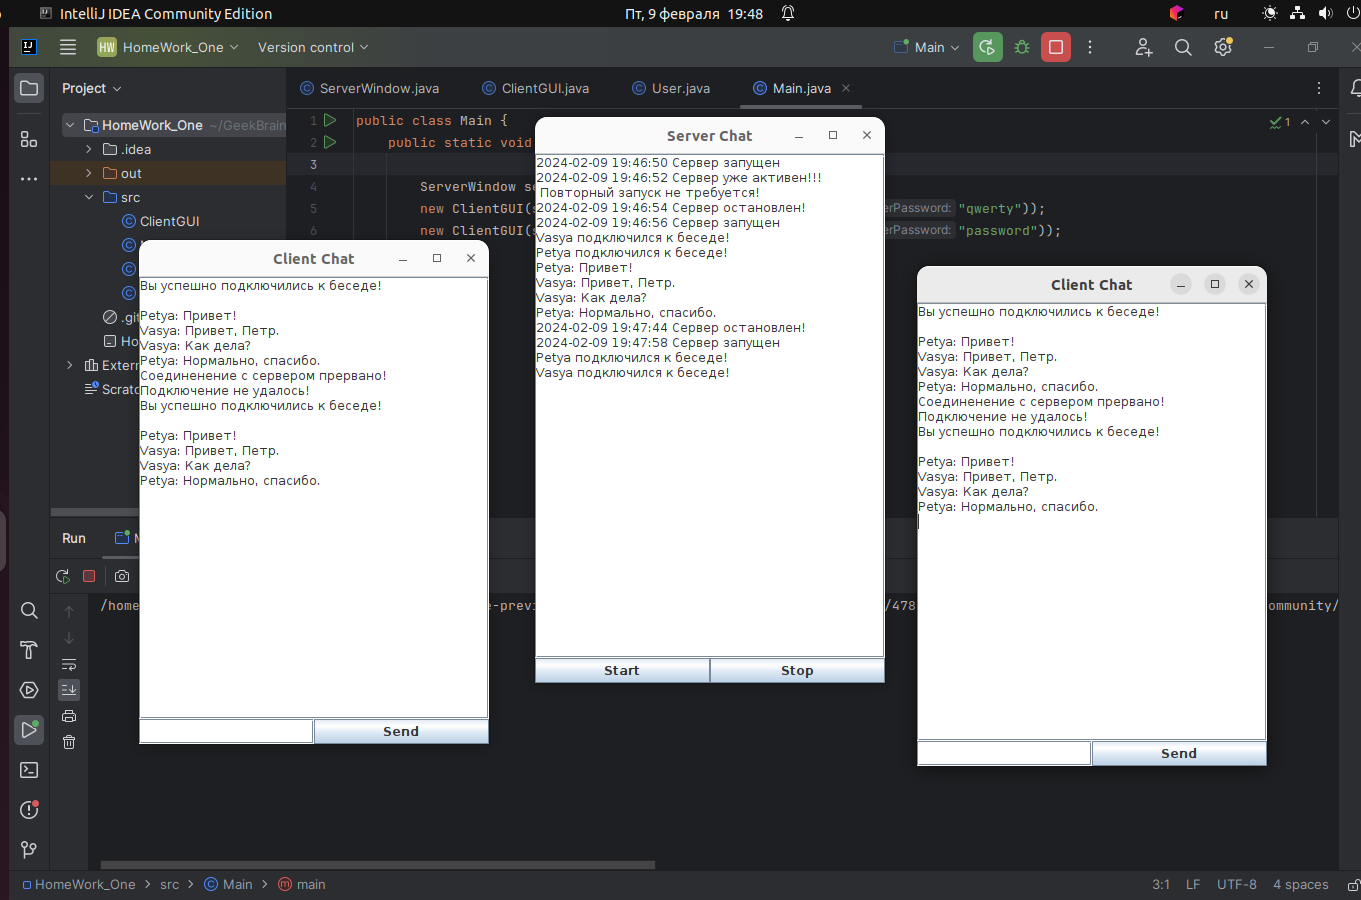 IntelliJ IDEA Community Edition
Пт, 9 февраля 19:48
ru
HW HomeWork_One
Version control
Main
Project
ServerWindow.java
ClientGUI.java
User.java
Main.java
HomeWork_One ~/GeekBrain
.idea
out
src
ClientGUI
.gi
Ho
Extern
Scratc
1 public class Main {
2 public static void
3
4 ServerWindow se
5 new ClientGUI(s
erPassword: "qwerty"));
6 new ClientGUI(s
erPassword: "password"));
1
Server Chat
2024-02-09 19:46:50 Сервер запущен
2024-02-09 19:46:52 Сервер уже активен!!!
Повторный запуск не требуется!
2024-02-09 19:46:54 Сервер остановлен!
2024-02-09 19:46:56 Сервер запущен
Vasya подключился к беседе!
Petya подключился к беседе!
Petya: Привет!
Vasya: Привет, Петр.
Vasya: Как дела?
Petya: Нормально, спасибо.
2024-02-09 19:47:44 Сервер остановлен!
2024-02-09 19:47:58 Сервер запущен
Petya подключился к беседе!
Vasya подключился к беседе!
Start
Stop
Client Chat
Вы успешно подключились к беседе!
Petya: Привет!
Vasya: Привет, Петр.
Vasya: Как дела?
Petya: Нормально, спасибо.
Соединенение с сервером прервано!
Подключение не удалось!
Вы успешно подключились к беседе!
Petya: Привет!
Vasya: Привет, Петр.
Vasya: Как дела?
Petya: Нормально, спасибо.
Send
Client Chat
Вы успешно подключились к беседе!
Petya: Привет!
Vasya: Привет, Петр.
Vasya: Как дела?
Petya: Нормально, спасибо.
Соединенение с сервером прервано!
Подключение не удалось!
Вы успешно подключились к беседе!
Petya: Привет!
Vasya: Привет, Петр.
Vasya: Как дела?
Petya: Нормально, спасибо.
Send
Run
/home
e-previ
/478
ommunity/
HomeWork_One
src
Main
main
3:1
LF
UTF-8
4 spaces